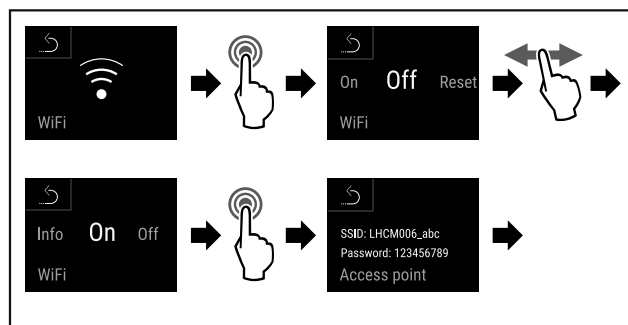 WiFi
On Off Reset
WiFi
Info On Off
WiFi
SSID: LHCM006_abc
Password: 123456789
Access point